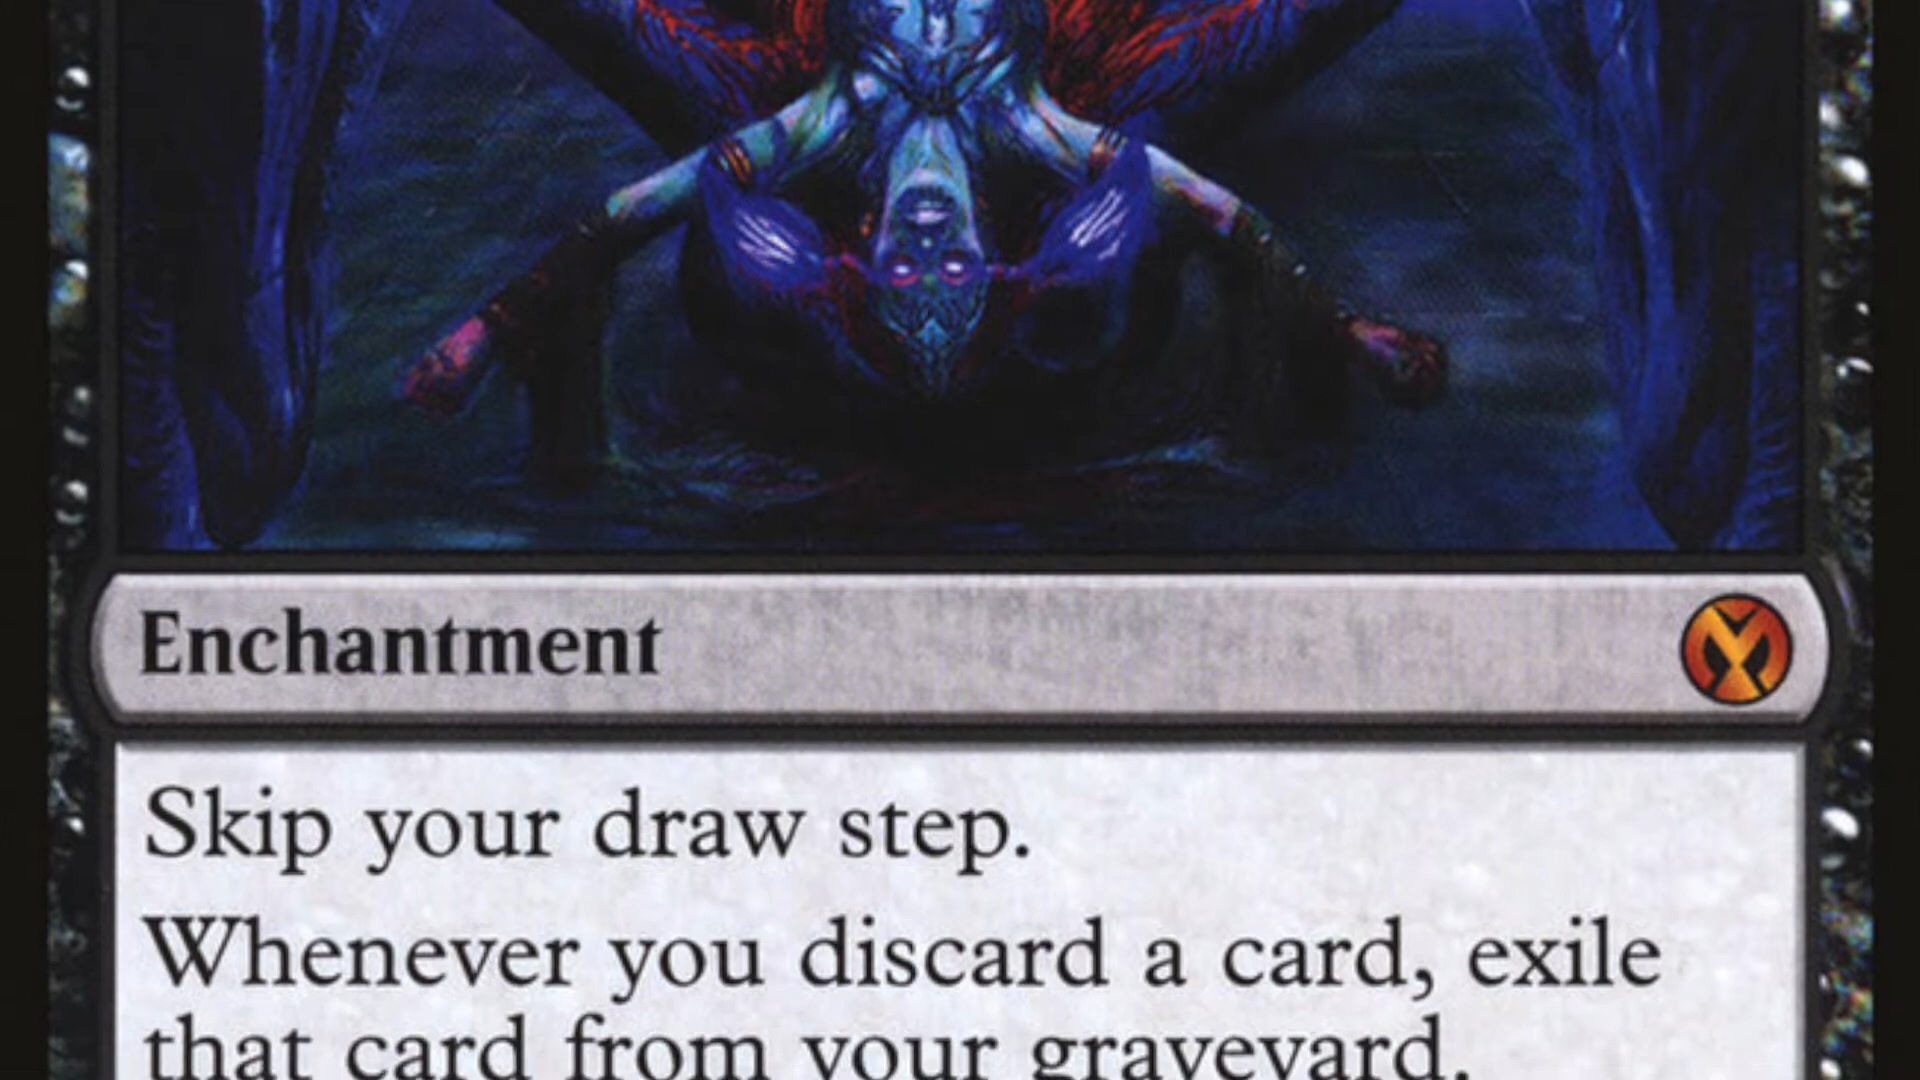 Enchantment
Skip your draw step.
Whenever you discard a card, exile
that card from your graveyard.